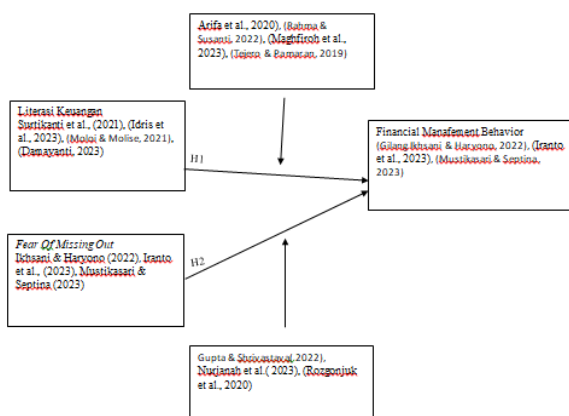 Arifa et al., 2020), (Rahma &
Susanti, 2022), (Maghfiroh et al.,
2023), (Tejero & Pamaran, 2019)
Literasi Keuangan
Surtikanti et al., (2021), (Idris et
al., 2023), (Moloi & Molise, 2021),
(Damayanti, 2023)
H1
Financial Manafement Behavior
(Gilang Ikhsani & Haryono, 2022), (Iranto
et al., 2023), (Mustikasari & Septina,
2023)
Fear Of Missing Out
Ikhsani & Haryono (2022), Iranto
et al., (2023), Mustikasari &
Septina (2023)
H2
Gupta & Shrivastava(,2022),
Nurjanah et al.( 2023), (Rozgonjuk
et al., 2020)